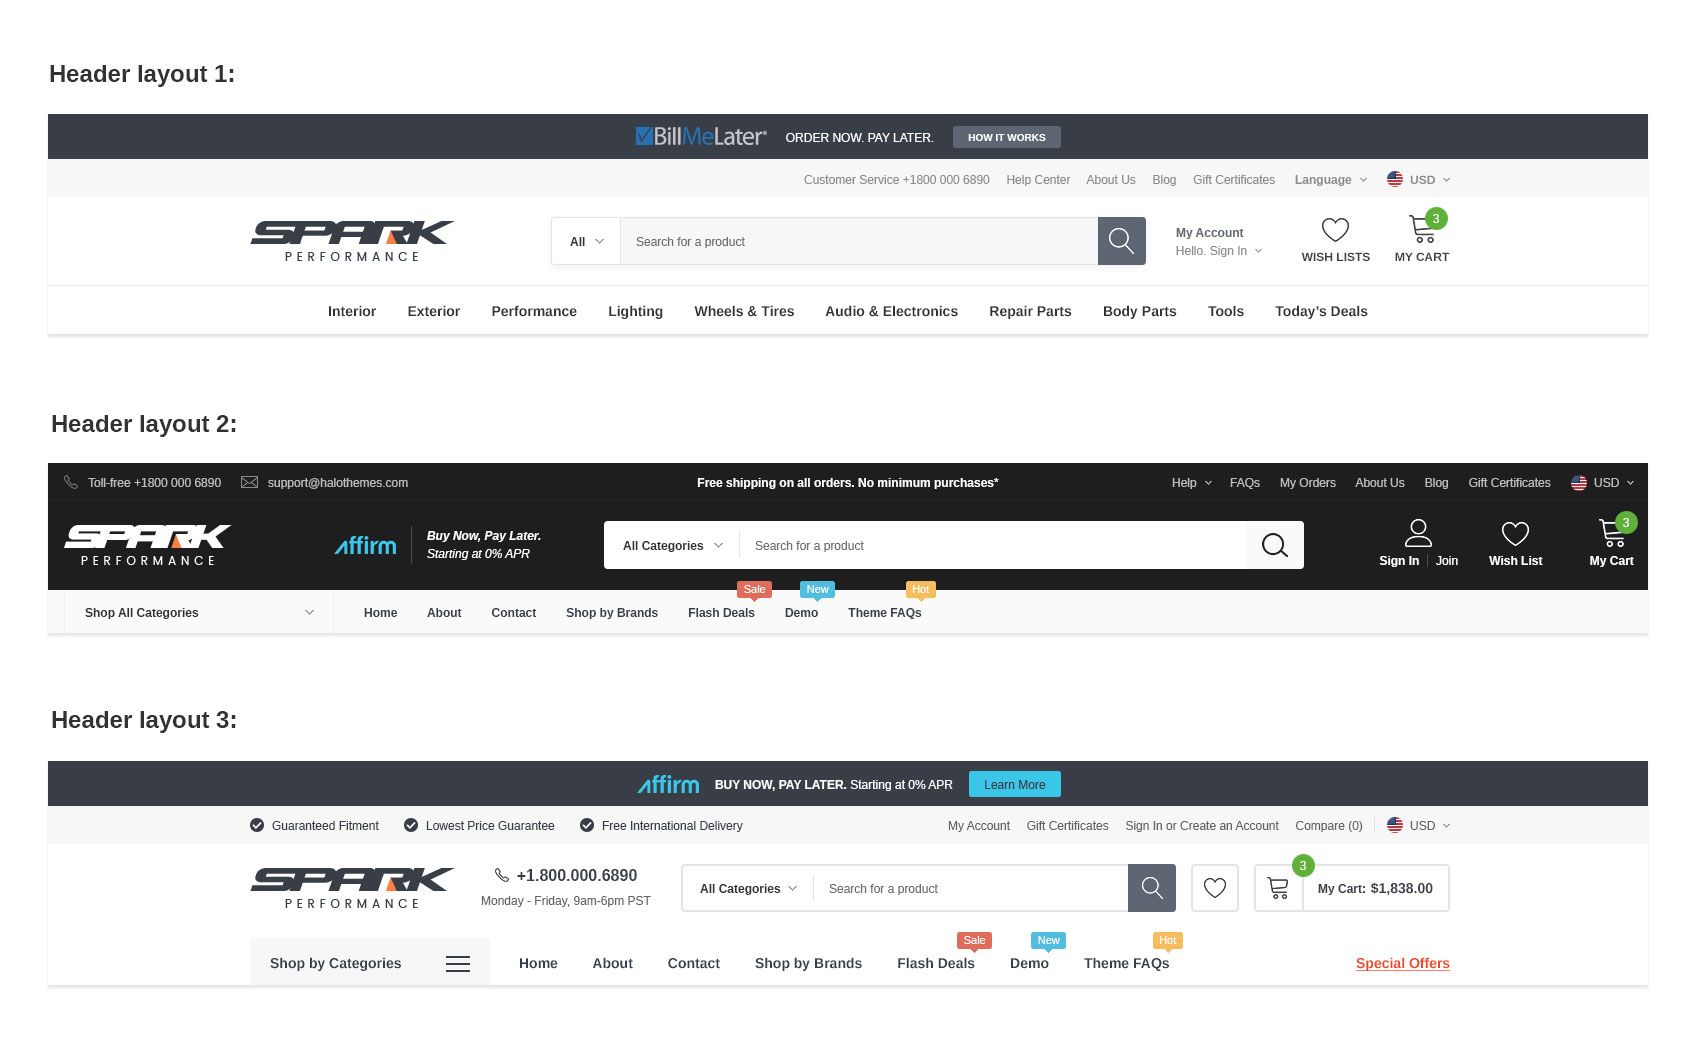 Header layout 1:
BillMeLater® ORDER NOW. PAY LATER. HOW IT WORKS
Customer Service +1800 000 6890 Help Center About Us Blog Gift Certificates Language USD
SPARK
PERFORMANCE
All Search for a product
My Account
Hello. Sign In
WISH LISTS
3
MY CART
Interior Exterior Performance Lighting Wheels & Tires Audio & Electronics Repair Parts Body Parts Tools Today’s Deals
Header layout 2:
Toll-free +1800 000 6890 support@halothemes.com Free shipping on all orders. No minimum purchases* Help FAQs My Orders About Us Blog Gift Certificates USD
SPARK
PERFORMANCE
affirm
Buy Now, Pay Later.
Starting at 0% APR
All Categories Search for a product
Sign In Join
Wish List
3
My Cart
Sale New Hot
Shop All Categories Home About Contact Shop by Brands Flash Deals Demo Theme FAQs
Header layout 3:
affirm BUY NOW, PAY LATER. Starting at 0% APR Learn More
Guaranteed Fitment Lowest Price Guarantee Free International Delivery My Account Gift Certificates Sign In or Create an Account Compare (0) USD
SPARK
PERFORMANCE
+1.800.000.6890
Monday - Friday, 9am-6pm PST
All Categories Search for a product
3
My Cart: $1,838.00
Sale New Hot
Shop by Categories Home About Contact Shop by Brands Flash Deals Demo Theme FAQs Special Offers